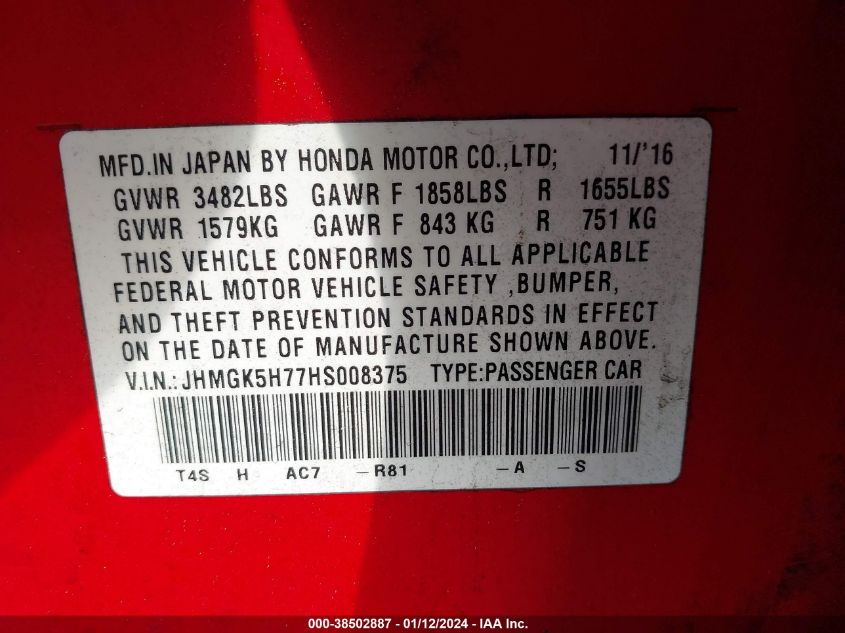 MFD.IN JAPAN BY HONDA MOTOR CO.,LTD; 11/'16
GVWR 3482LBS GAWR F 1858LBS R 1655LBS
GVWR 1579KG GAWR F 843 KG R 751 KG
THIS VEHICLE CONFORMS TO ALL APPLICABLE
FEDERAL MOTOR VEHICLE SAFETY ,BUMPER,
AND THEFT PREVENTION STANDARDS IN EFFECT
ON THE DATE OF MANUFACTURE SHOWN ABOVE.
V.I.N.:JHMGK5H77HS008375 TYPE:PASSENGER CAR
T4S H AC7 -R81 -A -S
000-38502887 - 01/12/2024 - IAA Inc.